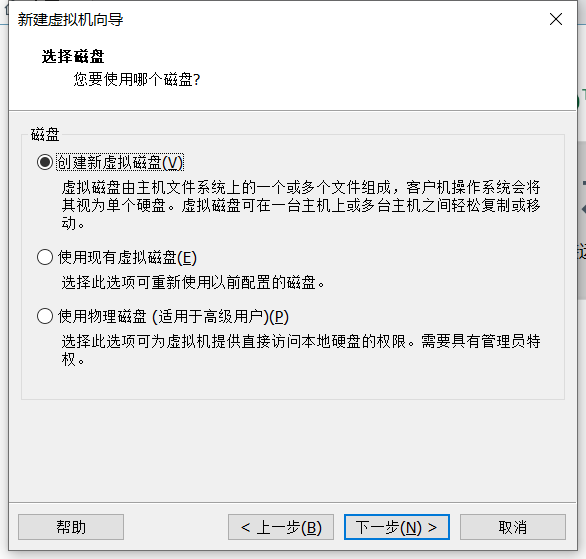 新建虚拟机向导
选择磁盘
您要使用哪个磁盘?
磁盘
创建新虚拟磁盘(V)
虚拟磁盘由主机文件系统上的一个或多个文件组成，客户机操作系统会将
其视为单个硬盘。虚拟磁盘可在一台主机上或多台主机之间轻松复制或移
动。
使用现有虚拟磁盘(E)
选择此选项可重新使用以前配置的磁盘。
使用物理磁盘 (适用于高级用户)(P)
选择此选项可为虚拟机提供直接访问本地硬盘的权限。需要具有管理员特
权。
帮助
< 上一步(B)
下一步(N) >
取消